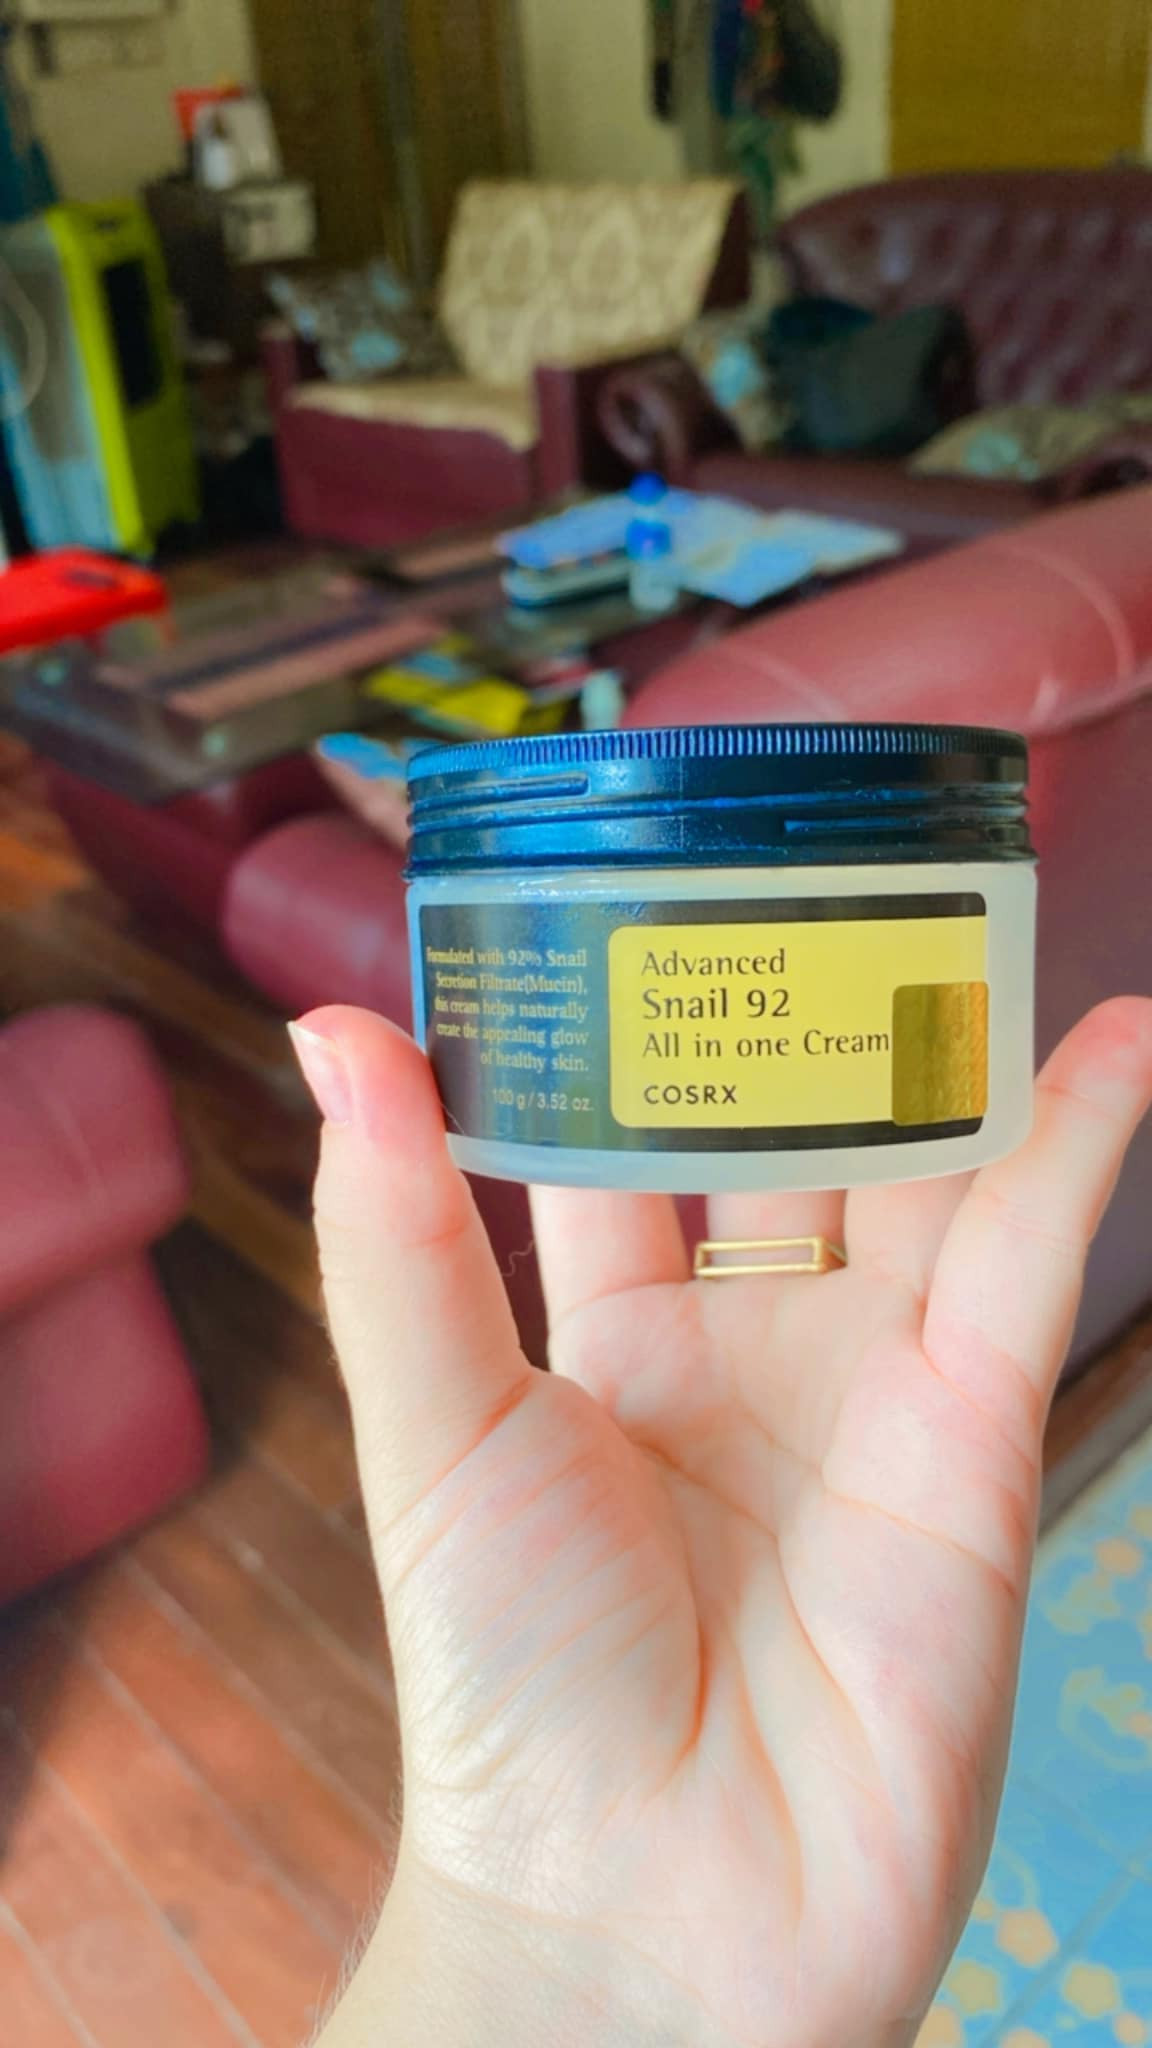 Formulated with 92% Snail
Secretion Filtrate(Mucin),
this cream helps naturally
create the appealing glow
of healthy skin.
100 g / 3.52 oz.
Advanced
Snail 92
All in one Cream
COSRX